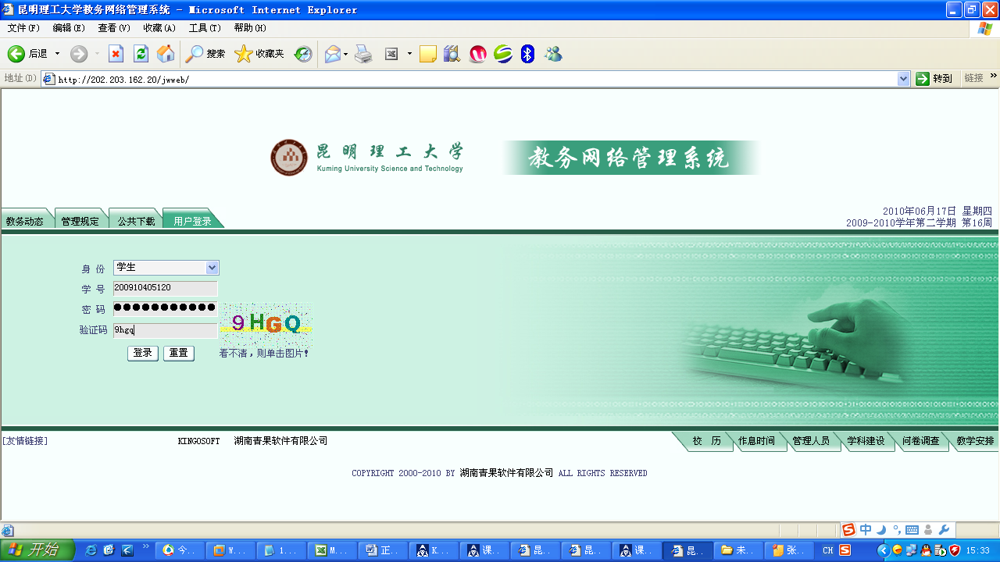 昆明理工大学教务网络管理系统 - Microsoft Internet Explorer
文件(F) 编辑(E) 查看(V) 收藏(A) 工具(T) 帮助(H)
后退 搜索 收藏夹
地址(D) http://202.203.162.20/jwweb/ 转到 链接 »
昆明理工大学 教务网络管理系统
Kuming University Science and Technology
2010年06月17日 星期四
教务动态 管理规定 公共下载 用户登录
2009-2010学年第二学期 第16周
身 份 学生
学 号 200910405120
密 码 ●●●●●●●●●●●
验证码 9hgq 9HGQ
登录 重置 看不清，则单击图片!
[友情链接] KINGOSOFT 湖南青果软件有限公司 校 历 作息时间 管理人员 学科建设 问卷调查 教学安排
COPYRIGHT 2000-2010 BY 湖南青果软件有限公司 ALL RIGHTS RESERVED
中
开始 » 今.. W... 1... M... 正.. K... 课.. 昆.. 昆.. 课.. 昆.. 未.. 张.. CH 15:33